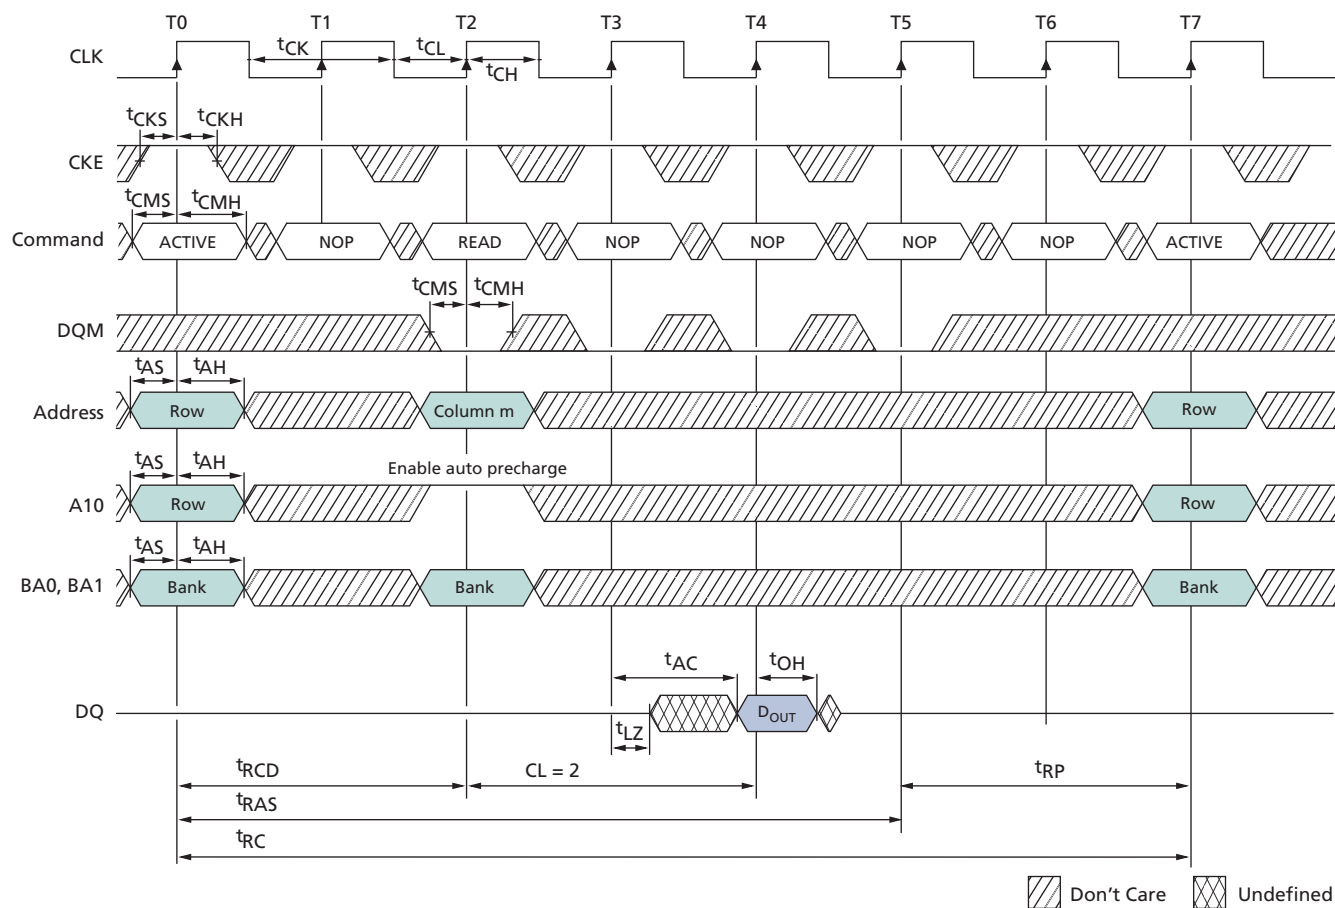 T0 T1 T2 T3 T4 T5 T6 T7
CLK
tCK tCL
tCH
tCKS tCKH
CKE
tCMS tCMH
Command ACTIVE NOP READ NOP NOP NOP NOP ACTIVE
tCMS tCMH
DQM
tAS tAH
Address Row Column m Row
tAS tAH
Enable auto precharge
A10 Row Row
tAS tAH
BA0, BA1 Bank Bank Bank
tAC tOH
DQ DOUT
tLZ
tRCD CL = 2 tRP
tRAS
tRC
Don't Care Undefined